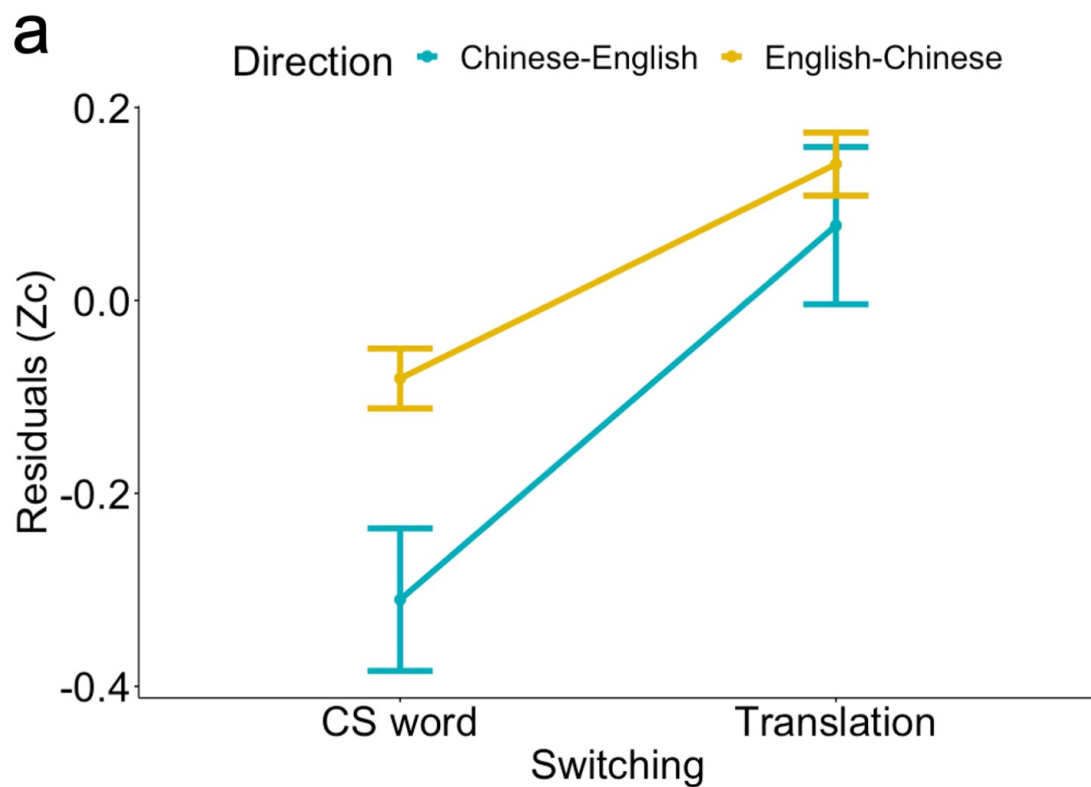 a
Direction Chinese-English English-Chinese
0.2
0.0
-0.2
-0.4
Residuals (Zc)
CS word Translation
Switching